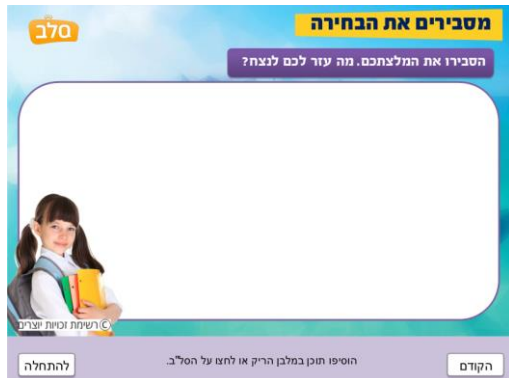 מסבירים את הבחירה
סלב
הסבירו את המלצתכם. מה עזר לכם לנצח?
© רשימת זכויות יוצרים
הקודם
הוסיפו תוכן במלבן הריק או לחצו על הסל"ב.
להתחלה